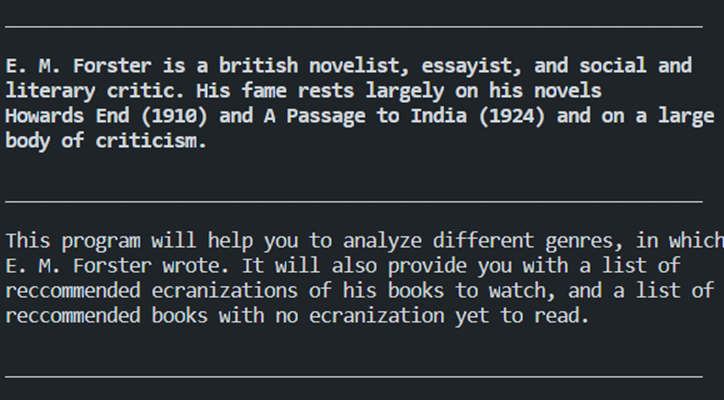 E. M. Forster is a british novelist, essayist, and social and
literary critic. His fame rests largely on his novels
Howards End (1910) and A Passage to India (1924) and on a large
body of criticism.
This program will help you to analyze different genres, in which
E. M. Forster wrote. It will also provide you with a list of
reccommended ecranizations of his books to watch, and a list of
reccommended books with no ecranization yet to read.